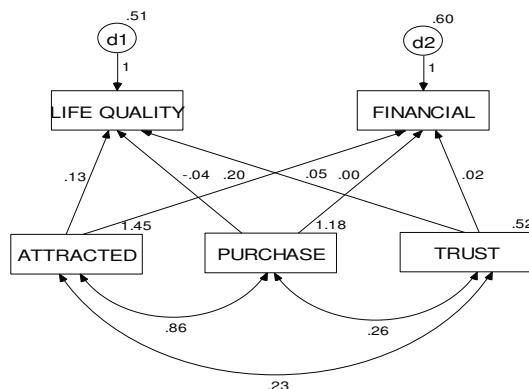 .51
.60
d1
d2
1
1
LIFE QUALITY
FINANCIAL
.13
-.04
.20
.05
.00
.02
1.45
1.18
.52
ATTRACTED
PURCHASE
TRUST
.86
.26
.23